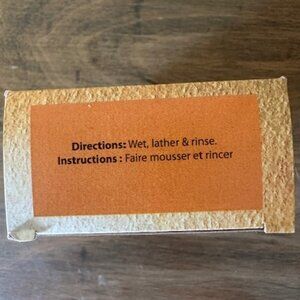 Directions: Wet, lather & rinse.
Instructions : Faire mousser et rincer